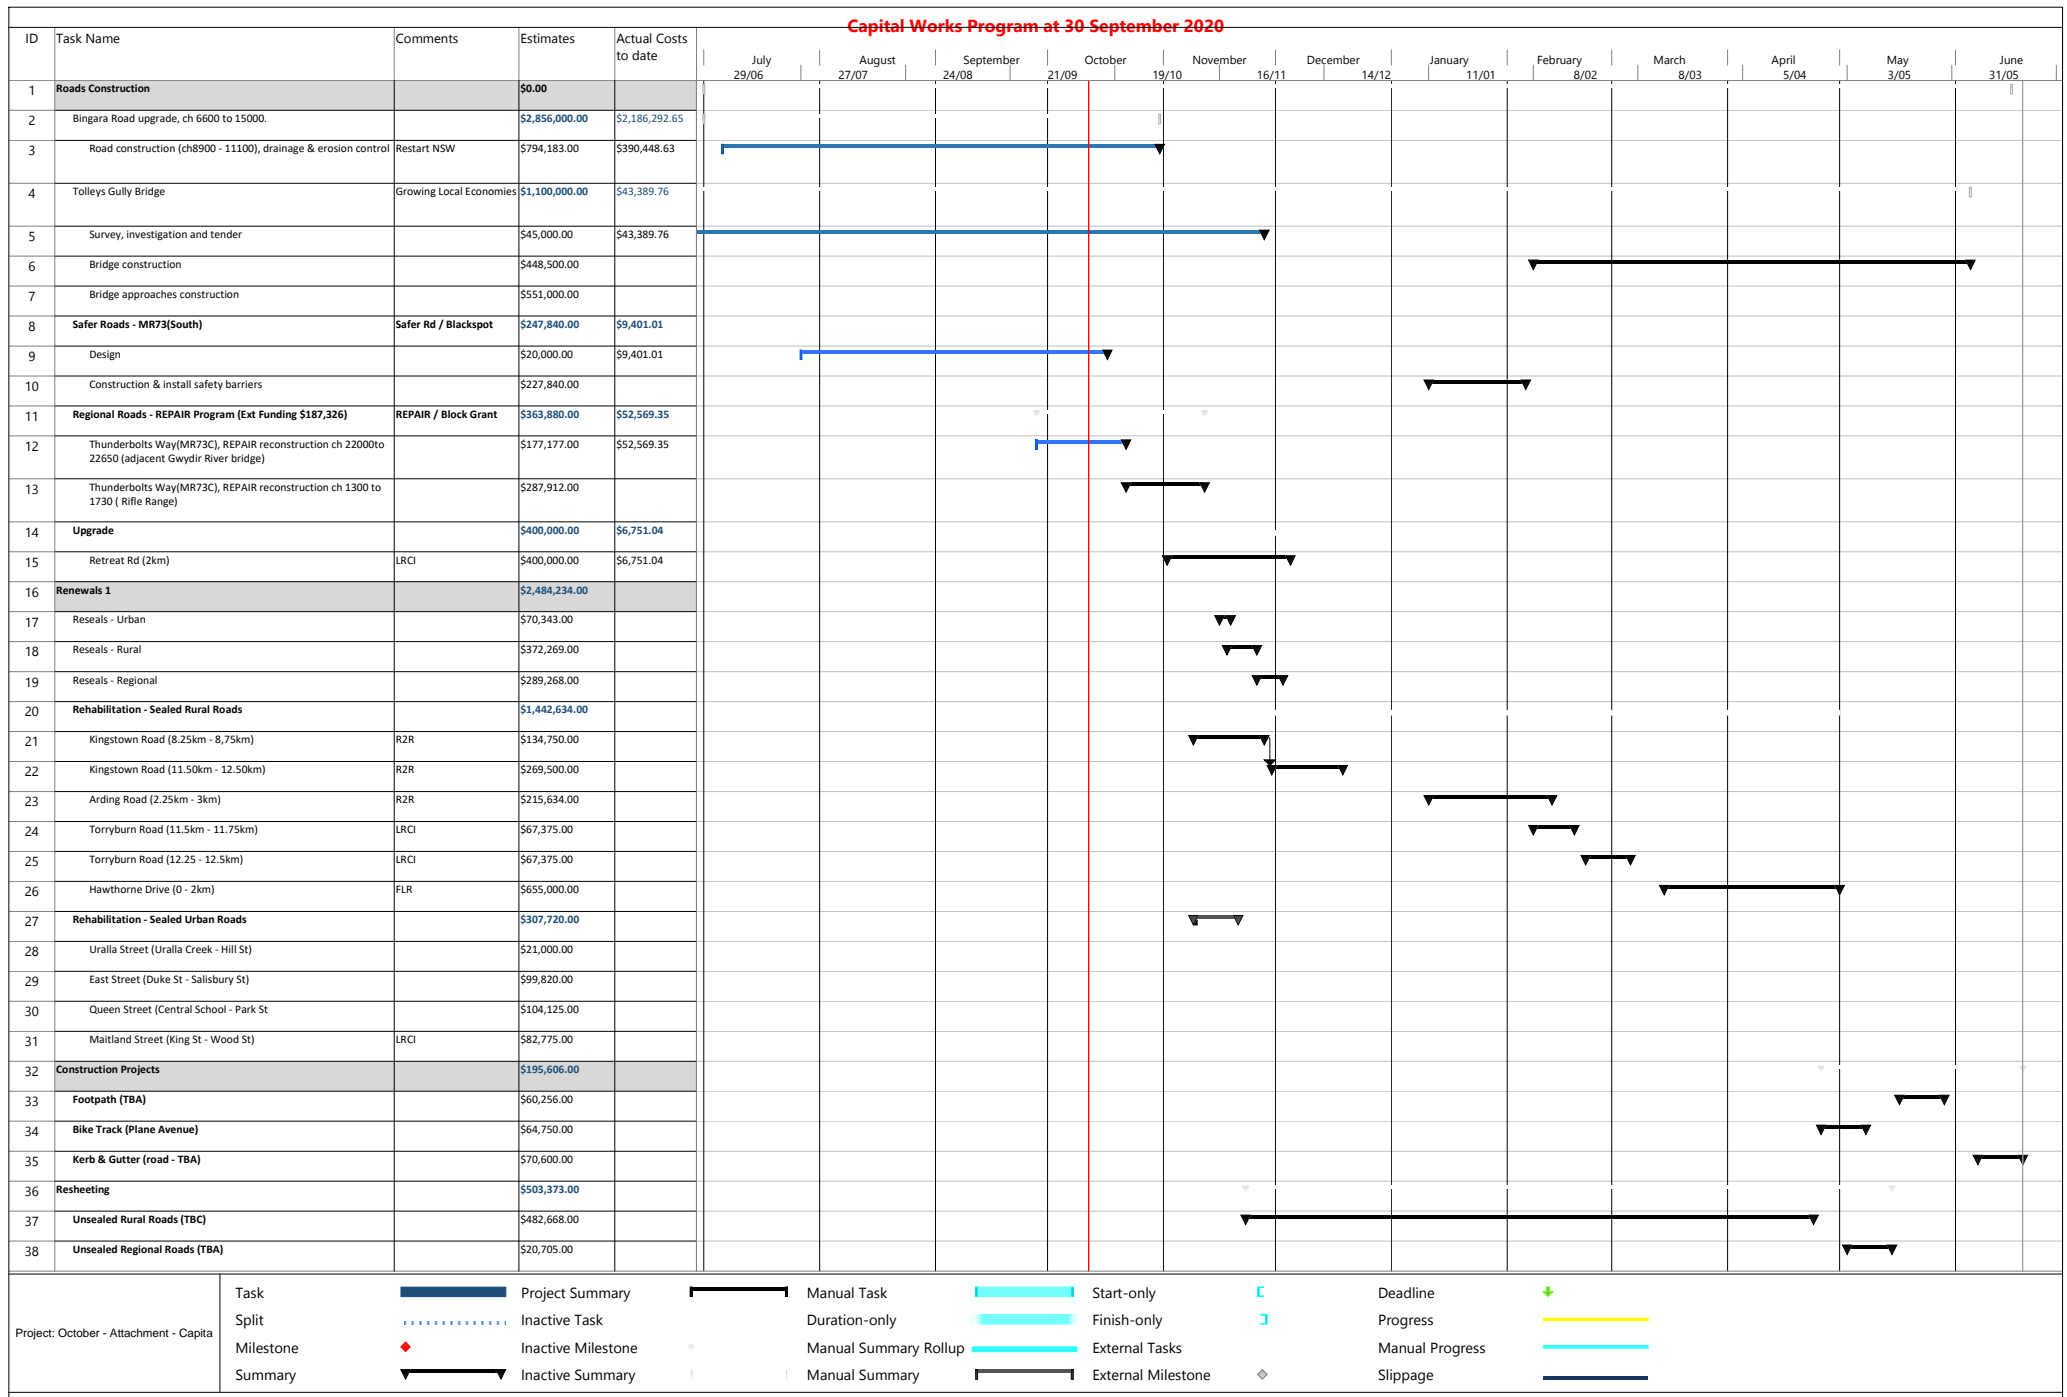 Capital Works Program at 30 September 2020
ID Task Name Comments Estimates Actual Costs
to date
July August September October November December January February March April May June
29/06 27/07 24/08 21/09 19/10 16/11 14/12 11/01 8/02 8/03 5/04 3/05 31/05
1 Roads Construction $0.00
2 Bingara Road upgrade, ch 6600 to 15000. $2,856,000.00 $2,186,292.65
3 Road construction (ch8900 - 11100), drainage & erosion control Restart NSW $794,183.00 $390,448.63
4 Tolleys Gully Bridge Growing Local Economies $1,100,000.00 $43,389.76
5 Survey, investigation and tender $45,000.00 $43,389.76
6 Bridge construction $448,500.00
7 Bridge approaches construction $551,000.00
8 Safer Roads - MR73(South) Safer Rd / Blackspot $247,840.00 $9,401.01
9 Design $20,000.00 $9,401.01
10 Construction & install safety barriers $227,840.00
11 Regional Roads - REPAIR Program (Ext Funding $187,326) REPAIR / Block Grant $363,880.00 $52,569.35
12 Thunderbolts Way(MR73C), REPAIR reconstruction ch 22000to $177,177.00 $52,569.35
22650 (adjacent Gwydir River bridge)
13 Thunderbolts Way(MR73C), REPAIR reconstruction ch 1300 to $287,912.00
1730 ( Rifle Range)
14 Upgrade $400,000.00 $6,751.04
15 Retreat Rd (2km) LRCI $400,000.00 $6,751.04
16 Renewals 1 $2,484,234.00
17 Reseals - Urban $70,343.00
18 Reseals - Rural $372,269.00
19 Reseals - Regional $289,268.00
20 Rehabilitation - Sealed Rural Roads $1,442,634.00
21 Kingstown Road (8.25km - 8,75km) R2R $134,750.00
22 Kingstown Road (11.50km - 12.50km) R2R $269,500.00
23 Arding Road (2.25km - 3km) R2R $215,634.00
24 Torryburn Road (11.5km - 11.75km) LRCI $67,375.00
25 Torryburn Road (12.25 - 12.5km) LRCI $67,375.00
26 Hawthorne Drive (0 - 2km) FLR $655,000.00
27 Rehabilitation - Sealed Urban Roads $307,720.00
28 Uralla Street (Uralla Creek - Hill St) $21,000.00
29 East Street (Duke St - Salisbury St) $99,820.00
30 Queen Street (Central School - Park St $104,125.00
31 Maitland Street (King St - Wood St) LRCI $82,775.00
32 Construction Projects $195,606.00
33 Footpath (TBA) $60,256.00
34 Bike Track (Plane Avenue) $64,750.00
35 Kerb & Gutter (road - TBA) $70,600.00
36 Resheeting $503,373.00
37 Unsealed Rural Roads (TBC) $482,668.00
38 Unsealed Regional Roads (TBA) $20,705.00
Project: October - Attachment - Capita
Task Project Summary Manual Task Start-only Deadline
Split Inactive Task Duration-only Finish-only Progress
Milestone Inactive Milestone Manual Summary Rollup External Tasks Manual Progress
Summary Inactive Summary Manual Summary External Milestone Slippage